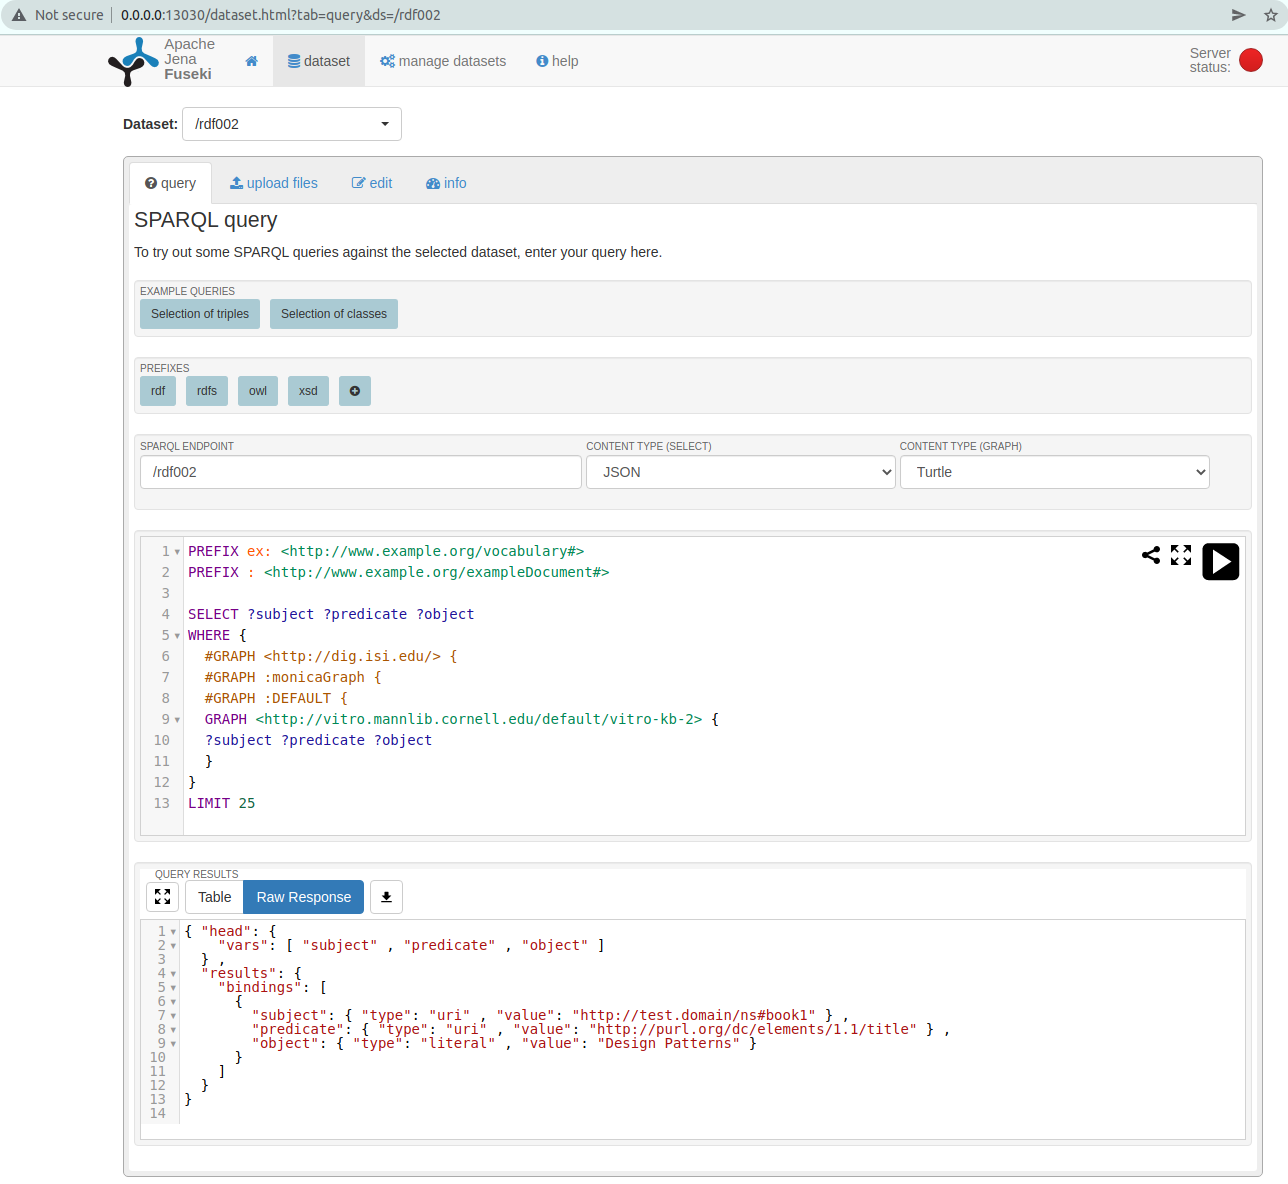 Not secure | 0.0.0.0:13030/dataset.html?tab=query&ds=/rdf002
Apache
Jena
Fuseki
dataset
manage datasets
help
Server
status:
Dataset: /rdf002
query
upload files
edit
info
SPARQL query
To try out some SPARQL queries against the selected dataset, enter your query here.
EXAMPLE QUERIES
Selection of triples
Selection of classes
PREFIXES
rdf
rdfs
owl
xsd
SPARQL ENDPOINT
/rdf002
CONTENT TYPE (SELECT)
JSON
CONTENT TYPE (GRAPH)
Turtle
1 PREFIX ex: <http://www.example.org/vocabulary#>
2 PREFIX : <http://www.example.org/exampleDocument#>
3
4 SELECT ?subject ?predicate ?object
5 WHERE {
6   #GRAPH <http://dig.isi.edu/> {
7   #GRAPH :monicaGraph {
8   #GRAPH :DEFAULT {
9   GRAPH <http://vitro.mannlib.cornell.edu/default/vitro-kb-2> {
10   ?subject ?predicate ?object
11   }
12 }
13 LIMIT 25
QUERY RESULTS
Table
Raw Response
1 { "head": {
2     "vars": [ "subject" , "predicate" , "object" ]
3   } ,
4   "results": {
5     "bindings": [
6       {
7         "subject": { "type": "uri" , "value": "http://test.domain/ns#book1" } ,
8         "predicate": { "type": "uri" , "value": "http://purl.org/dc/elements/1.1/title" } ,
9         "object": { "type": "literal" , "value": "Design Patterns" }
10       }
11     ]
12   }
13 }
14